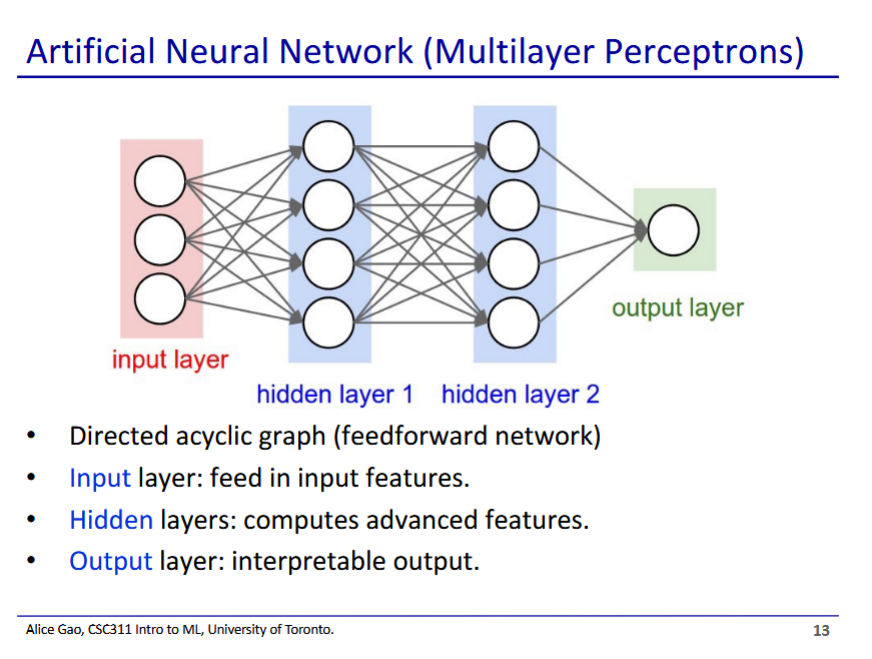 Artificial Neural Network (Multilayer Perceptrons)
input layer
hidden layer 1
hidden layer 2
output layer
• Directed acyclic graph (feedforward network)
• Input layer: feed in input features.
• Hidden layers: computes advanced features.
• Output layer: interpretable output.
Alice Gao, CSC311 Intro to ML, University of Toronto.
13